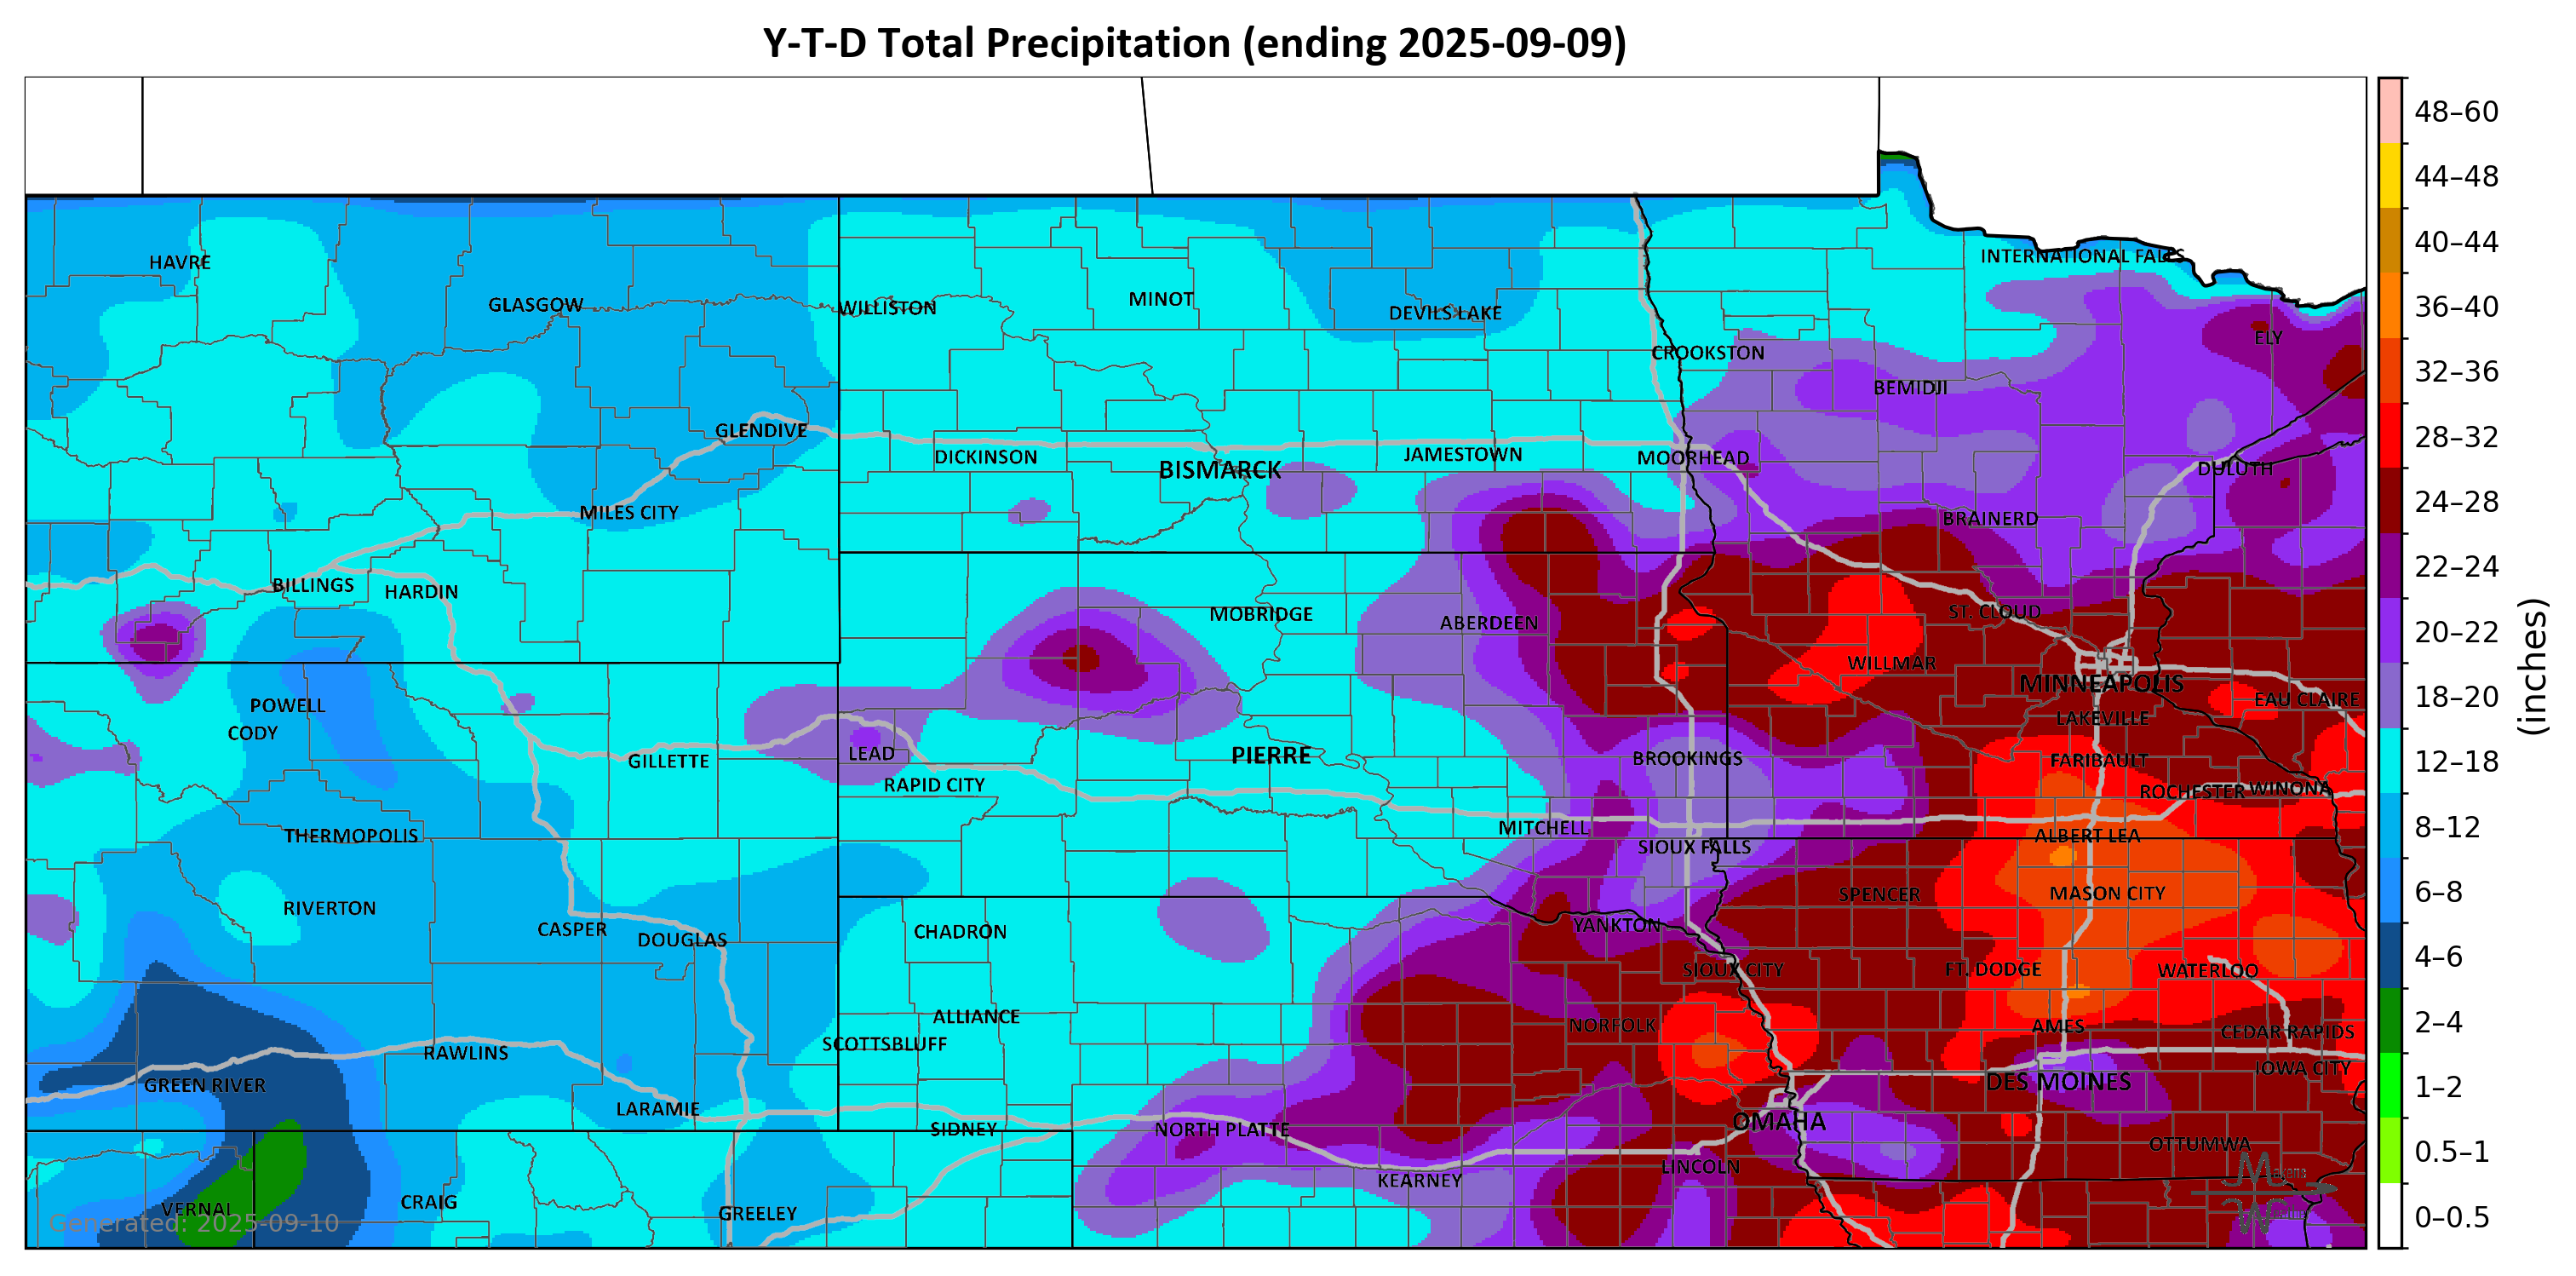 Y-T-D Total Precipitation (ending 2025-09-09)
48–60
44–48
40–44
36–40
32–36
28–32
24–28
22–24
20–22
18–20
12–18
8–12
6–8
4–6
2–4
1–2
0.5–1
0–0.5
(inches)
HAVRE
INTERNATIONAL FALLS
GLASGOW
WILLISTON
MINOT
DEVILS LAKE
ELY
CROOKSTON
BEMIDJI
GLENDIVE
DICKINSON
BISMARCK
JAMESTOWN
MOORHEAD
DULUTH
MILES CITY
BRAINERD
BILLINGS
HARDIN
MOBRIDGE
ABERDEEN
ST. CLOUD
WILLMAR
MINNEAPOLIS
EAU CLAIRE
POWELL
CODY
LAKEVILLE
GILLETTE
LEAD
PIERRE
BROOKINGS
FARIBAULT
RAPID CITY
ROCHESTER
WINONA
THERMOPOLIS
MITCHELL
ALBERT LEA
SIOUX FALLS
RIVERTON
SPENCER
MASON CITY
CASPER
DOUGLAS
CHADRON
YANKTON
SIOUX CITY
FT. DODGE
WATERLOO
ALLIANCE
NORFOLK
AMES
CEDAR RAPIDS
SCOTTSBLUFF
RAWLINS
IOWA CITY
GREEN RIVER
DES MOINES
LARAMIE
OMAHA
SIDNEY
NORTH PLATTE
OTTUMWA
LINCOLN
KEARNEY
CRAIG
VERNAL
GREELEY
Generated: 2025-09-10